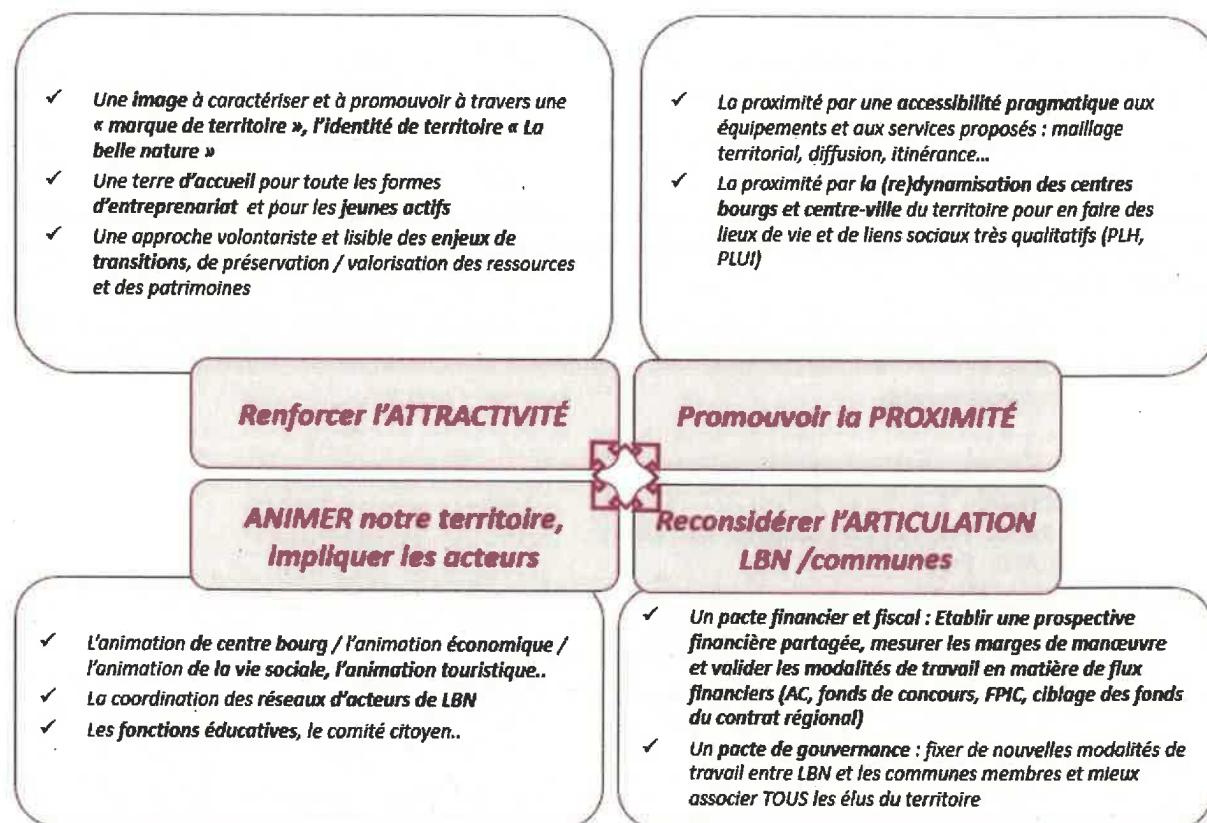 ✓ Une image à caractériser et à promouvoir à travers une
« marque de territoire », l'identité de territoire « La
belle nature »
✓ Une terre d'accueil pour toute les formes
d'entreprenariat et pour les jeunes actifs
✓ Une approche volontariste et lisible des enjeux de
transitions, de préservation / valorisation des ressources
et des patrimoines
✓ La proximité par une accessibilité pragmatique aux
équipements et aux services proposés : maillage
territorial, diffusion, itinérance...
✓ La proximité par la (re)dynamisation des centres
bourgs et centre-ville du territoire pour en faire des
lieux de vie et de liens sociaux très qualitatifs (PLH,
PLUI)
Renforcer l'ATTRACTIVITÉ
Promouvoir la PROXIMITÉ
ANIMER notre territoire,
impliquer les acteurs
Reconsidérer l'ARTICULATION
LBN /communes
✓ L'animation de centre bourg / l'animation économique /
l'animation de la vie sociale, l'animation touristique..
✓ La coordination des réseaux d'acteurs de LBN
✓ Les fonctions éducatives, le comité citoyen..
✓ Un pacte financier et fiscal : Etablir une prospective
financière partagée, mesurer les marges de manœuvre
et valider les modalités de travail en matière de flux
financiers (AC, fonds de concours, FPIC, ciblage des fonds
du contrat régional)
✓ Un pacte de gouvernance : fixer de nouvelles modalités de
travail entre LBN et les communes membres et mieux
associer TOUS les élus du territoire